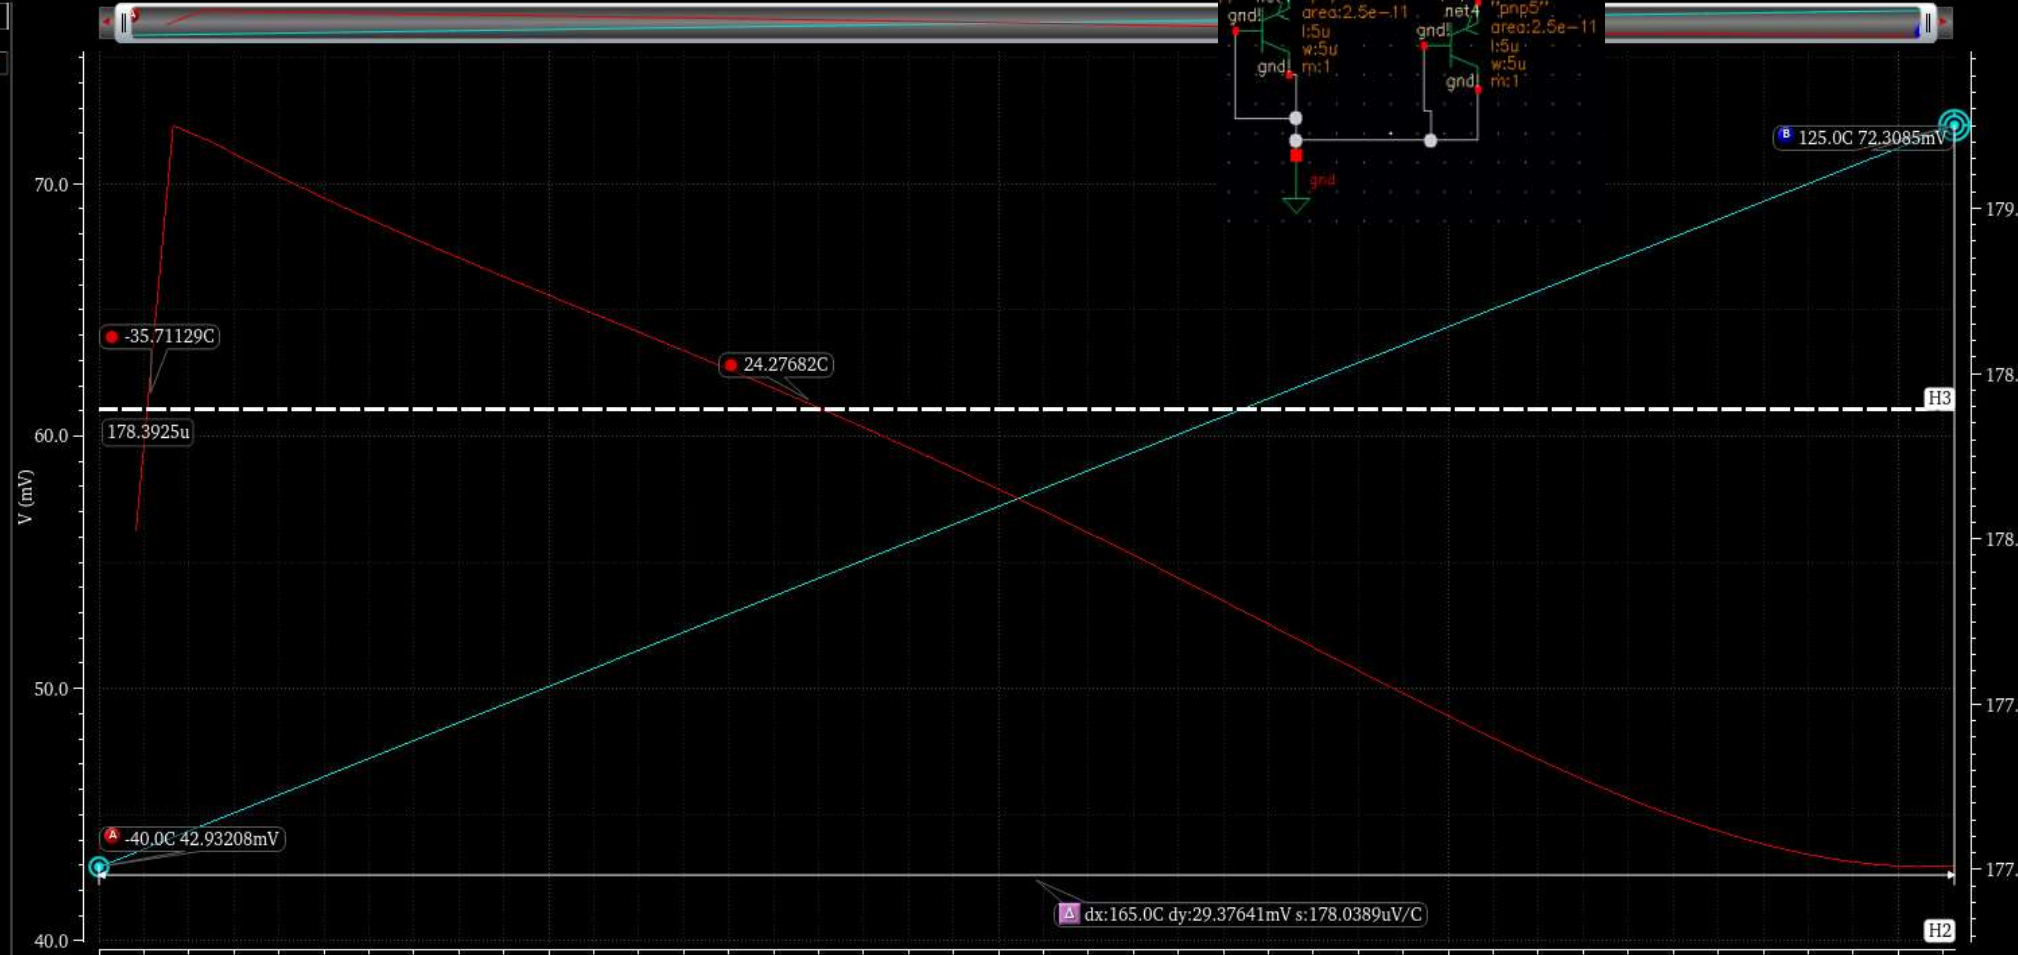 A
gnd!
area:2.5e-11
l:5u
w:5u
gnd!
m:1
net4
"pnp5"
gnd!
area:2.5e-11
l:5u
w:5u
gnd!
m:1
gnd
B 125.0C 72.3085mV
70.0
179.
-35.71129C
24.27682C
178.
H3
178.3925u
60.0
V (mV)
178.
50.0
177.
A -40.0C 42.93208mV
177.
Δ dx:165.0C dy:29.37641mV s:178.0389uV/C
H2
40.0